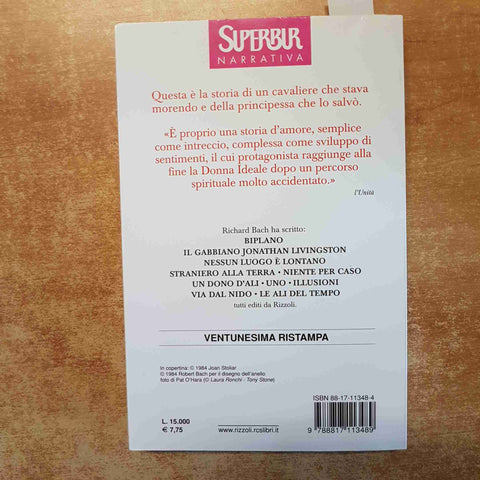 SUPERBUR
NARRATIVA
Questa è la storia di un cavaliere che stava
morendo e della principessa che lo salvò.
«È proprio una storia d'amore, semplice
come intreccio, complessa come sviluppo di
sentimenti, il cui protagonista raggiunge alla
fine la Donna Ideale dopo un percorso
spirituale molto accidentato.»
l'Unità
Richard Bach ha scritto:
BIPLANO
IL GABBIANO JONATHAN LIVINGSTON
NESSUN LUOGO È LONTANO
STRANIERO ALLA TERRA • NIENTE PER CASO
UN DONO D'ALI • UNO • ILLUSIONI
VIA DAL NIDO • LE ALI DEL TEMPO
tutti editi da Rizzoli.
VENTUNESIMA RISTAMPA
In copertina: © 1984 Joan Stoliar
© 1984 Robert Bach per il disegno dell'anello.
foto di Pat O'Hara (© Laura Ronchi - Tony Stone)
ISBN 88-17-11348-4
L. 15.000
€ 7,75
www.rizzoli.rcslibri.it
9 788817 113489